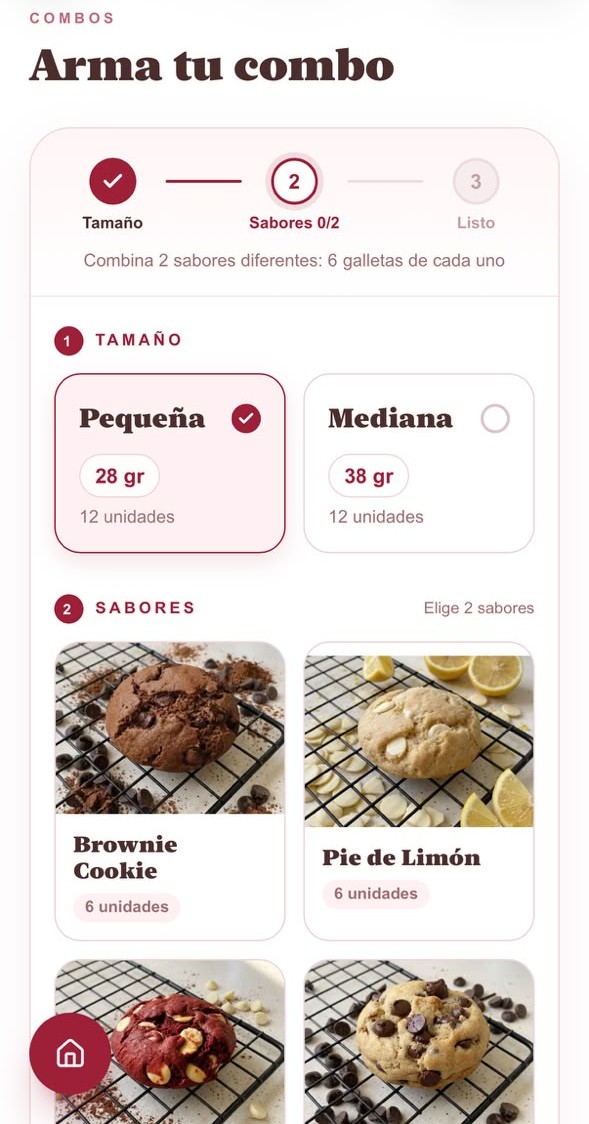 COMBOS
Arma tu combo
2
3
Tamaño
Sabores 0/2
Listo
Combina 2 sabores diferentes: 6 galletas de cada uno
1 TAMAÑO
Pequeña
28 gr
12 unidades
Mediana
38 gr
12 unidades
2 SABORES
Elige 2 sabores
Brownie
Cookie
6 unidades
Pie de Limón
6 unidades